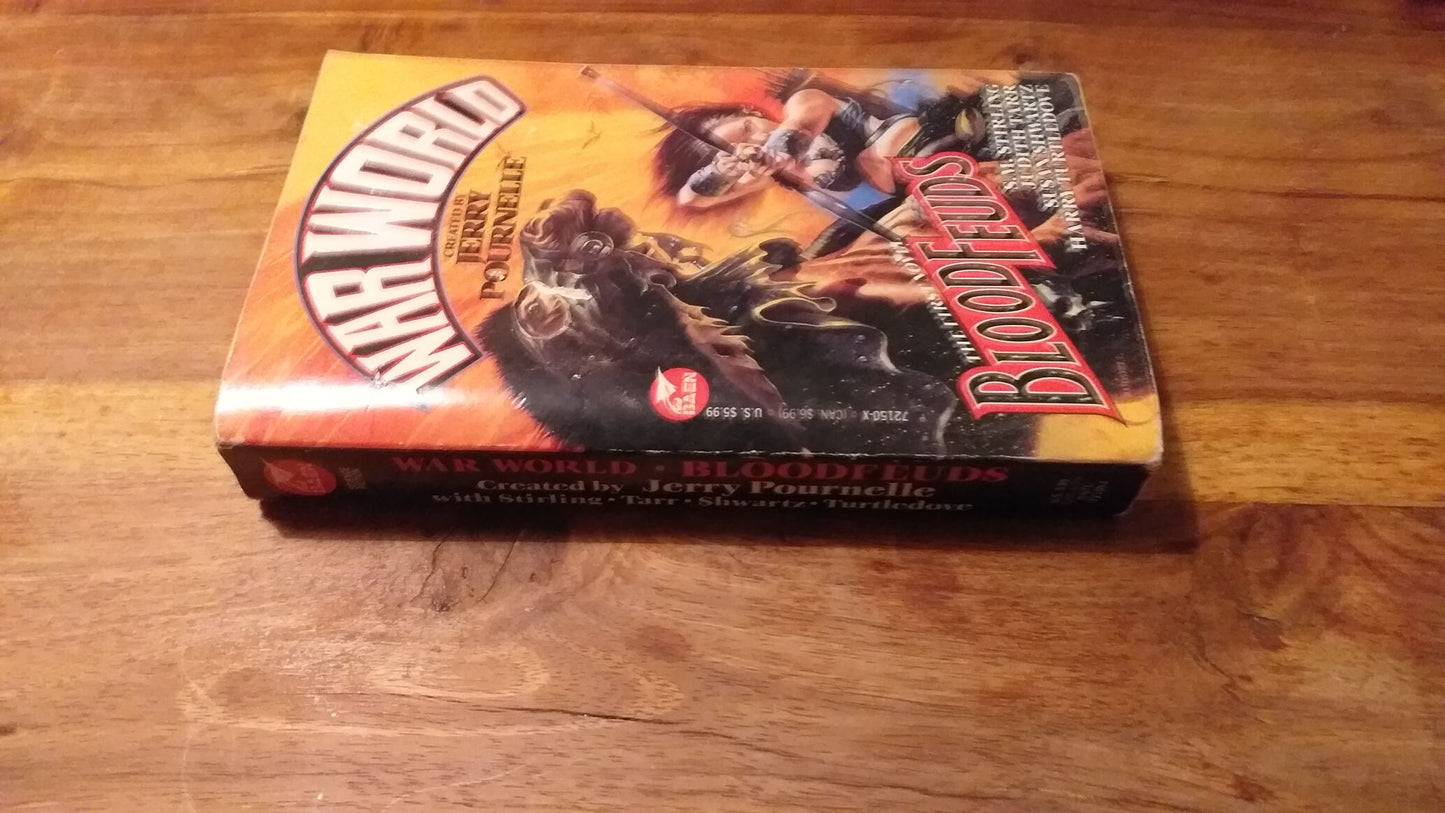 WAR WORLD
CREATED BY
JERRY
POURNELLE
S.M. STIRLING
JUDITH TARR
SUSAN SHWARTZ
HARRY TURTLEDOVE
THE FIRST NOVEL
BLOODFEUDS
BAEN
72150-X (CAN. $6.99) U.S. $5.99
WAR WORLD • BLOODFEUDS
Created by Jerry Pournelle
with Stirling • Tarr • Shwartz • Turtledove